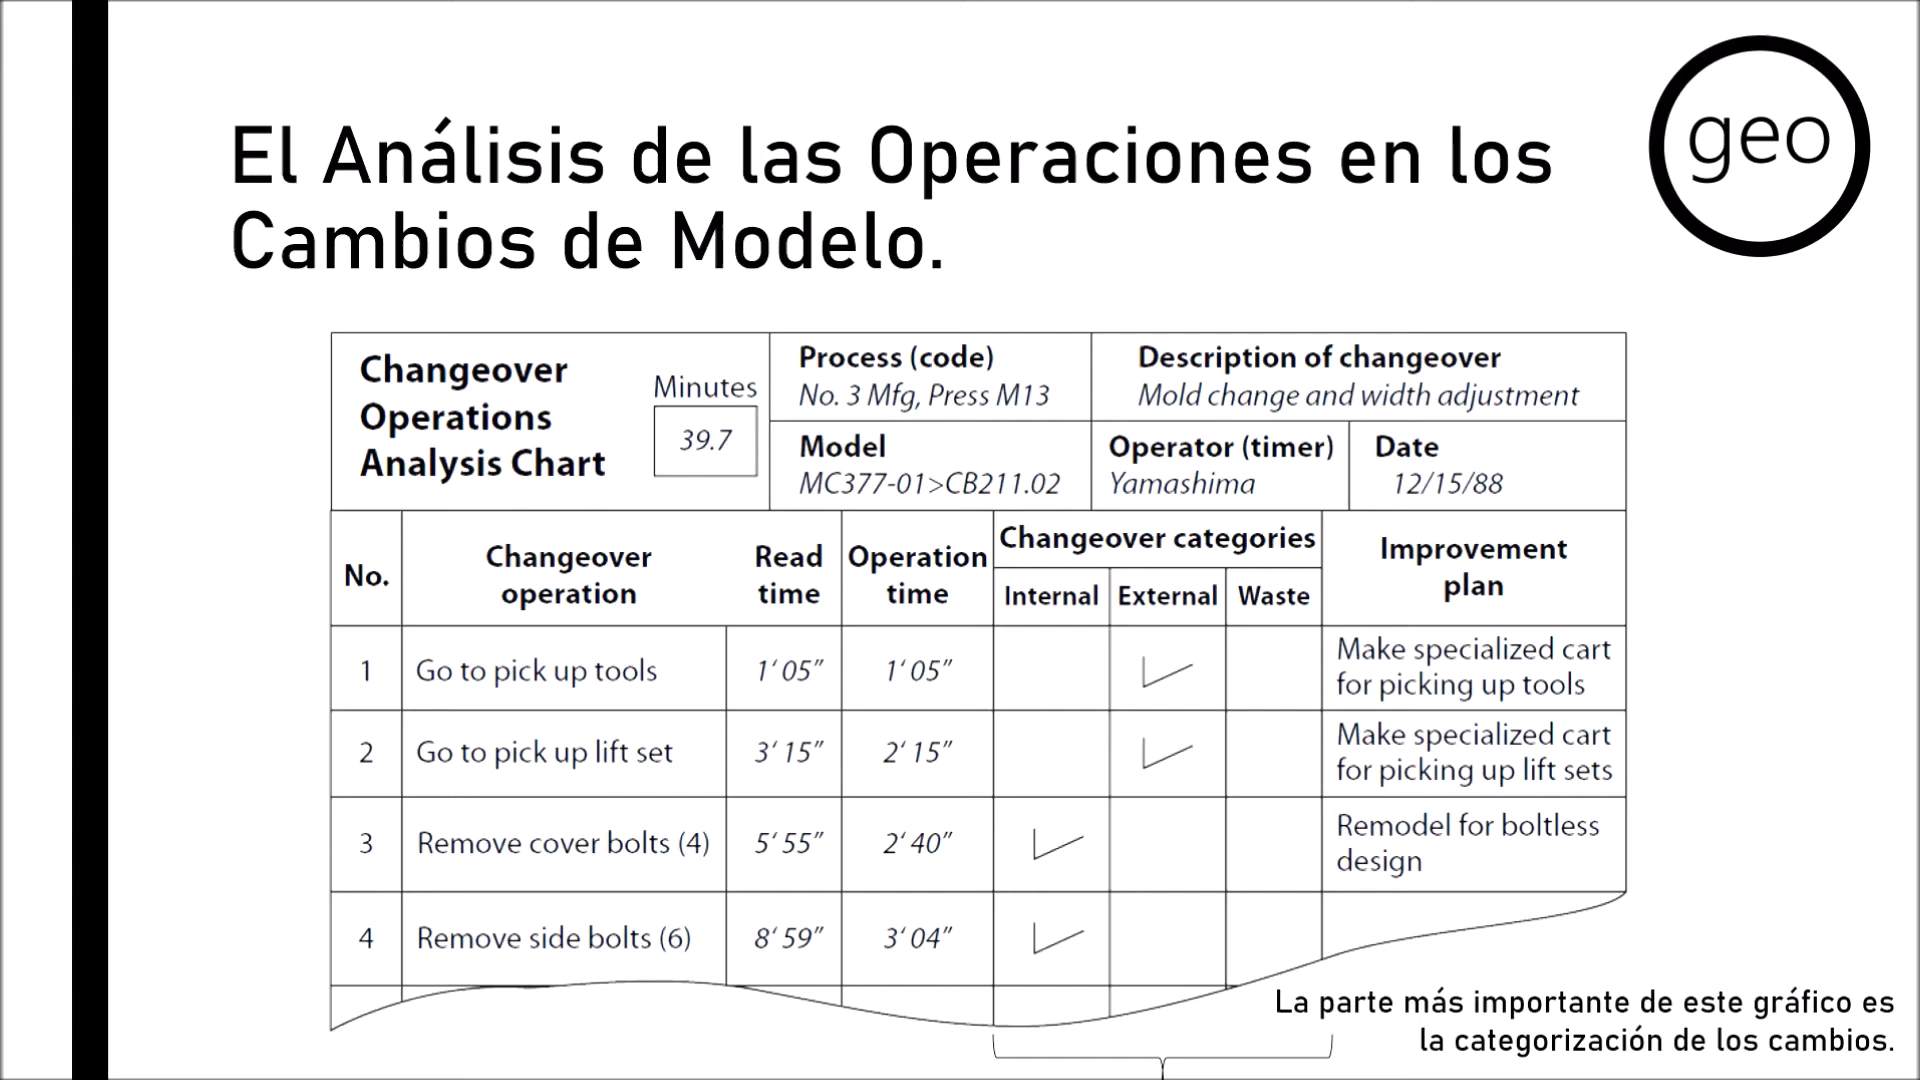 El Análisis de las Operaciones en los
Cambios de Modelo.
geo
Changeover
Operations
Analysis Chart
Minutes
39.7
Process (code)
No. 3 Mfg, Press M13
Description of changeover
Mold change and width adjustment
Model
MC377-01>CB211.02
Operator (timer)
Yamashima
Date
12/15/88
No.
Changeover
operation
Read
time
Operation
time
Changeover categories
Internal
External
Waste
Improvement
plan
1
Go to pick up tools
1' 05"
1' 05"
Make specialized cart
for picking up tools
2
Go to pick up lift set
3' 15"
2' 15"
Make specialized cart
for picking up lift sets
3
Remove cover bolts (4)
5' 55"
2' 40"
Remodel for boltless
design
4
Remove side bolts (6)
8' 59"
3' 04"
La parte más importante de este gráfico es
la categorización de los cambios.